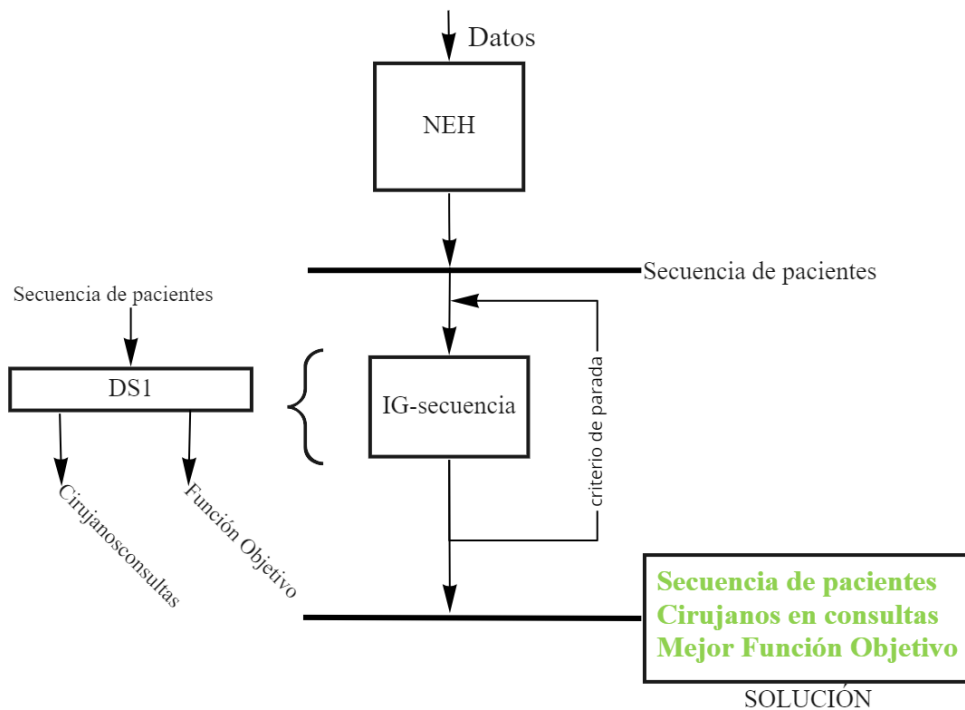 Datos
NEH
Secuencia de pacientes
Secuencia de pacientes
DS1
IG-secuencia
criterio de parada
Cirujanosconsultas
Función Objetivo
Secuencia de pacientes
Cirujanos en consultas
Mejor Función Objetivo
SOLUCIÓN